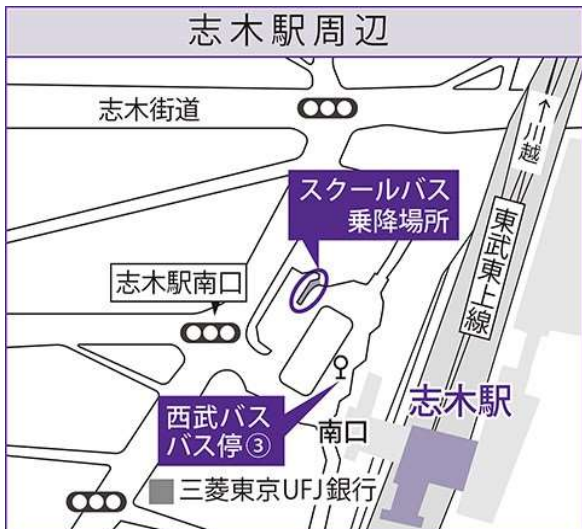 志木駅周辺
志木街道
↑川越
スクールバス
乗降場所
東武東上線
志木駅南口
志木駅
西武バス
バス停③
南口
三菱東京UFJ銀行